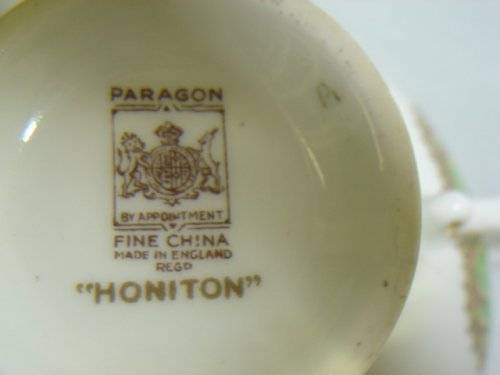 PARAGON
BY APPOINTMENT
FINE CHINA
MADE IN ENGLAND
REGD
"HONITON"